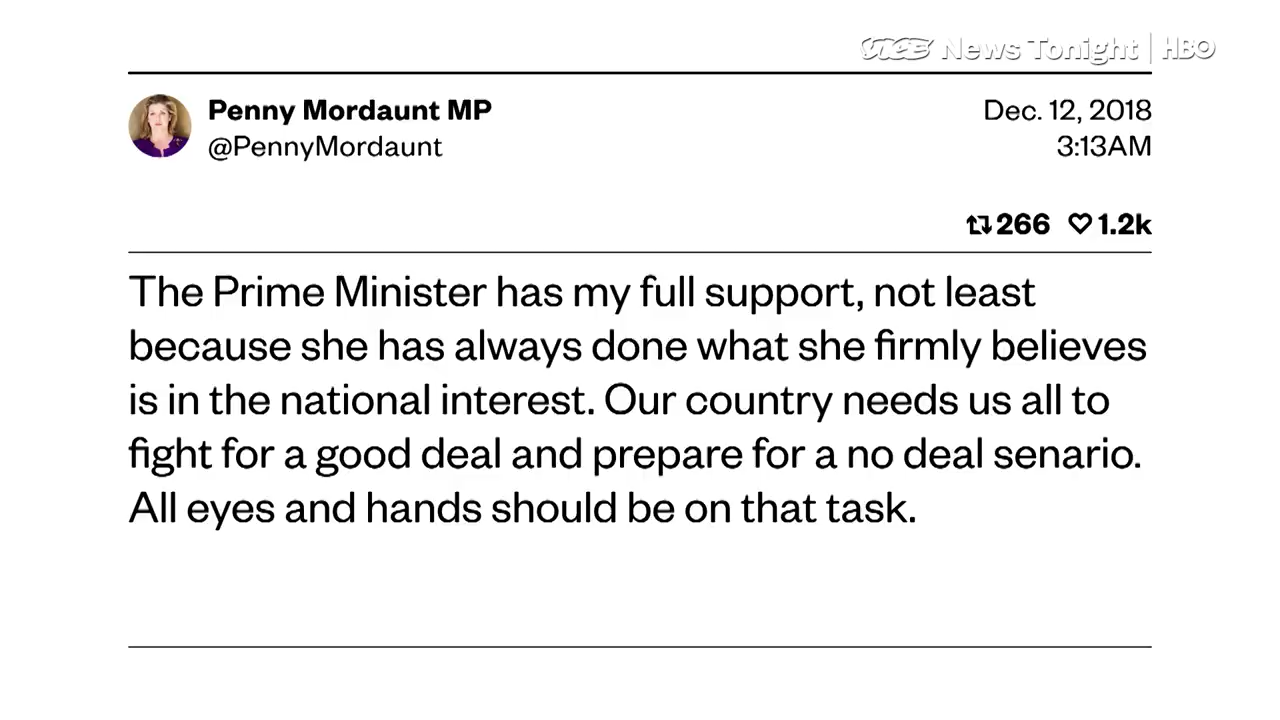 VICE News Tonight | HBO
Penny Mordaunt MP
Dec. 12, 2018
@PennyMordaunt
3:13AM
266 1.2k
The Prime Minister has my full support, not least
because she has always done what she firmly believes
is in the national interest. Our country needs us all to
fight for a good deal and prepare for a no deal senario.
All eyes and hands should be on that task.